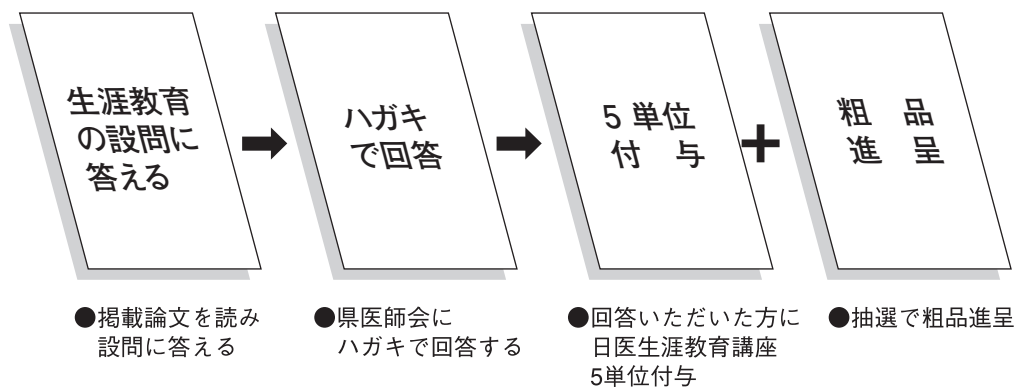 生涯教育
の設問に
答える
ハガキ
で回答
5単位
付 与
粗 品
進 呈
●掲載論文を読み
設問に答える
●県医師会に
ハガキで回答する
●回答いただいた方に
日医生涯教育講座
5単位付与
●抽選で粗品進呈